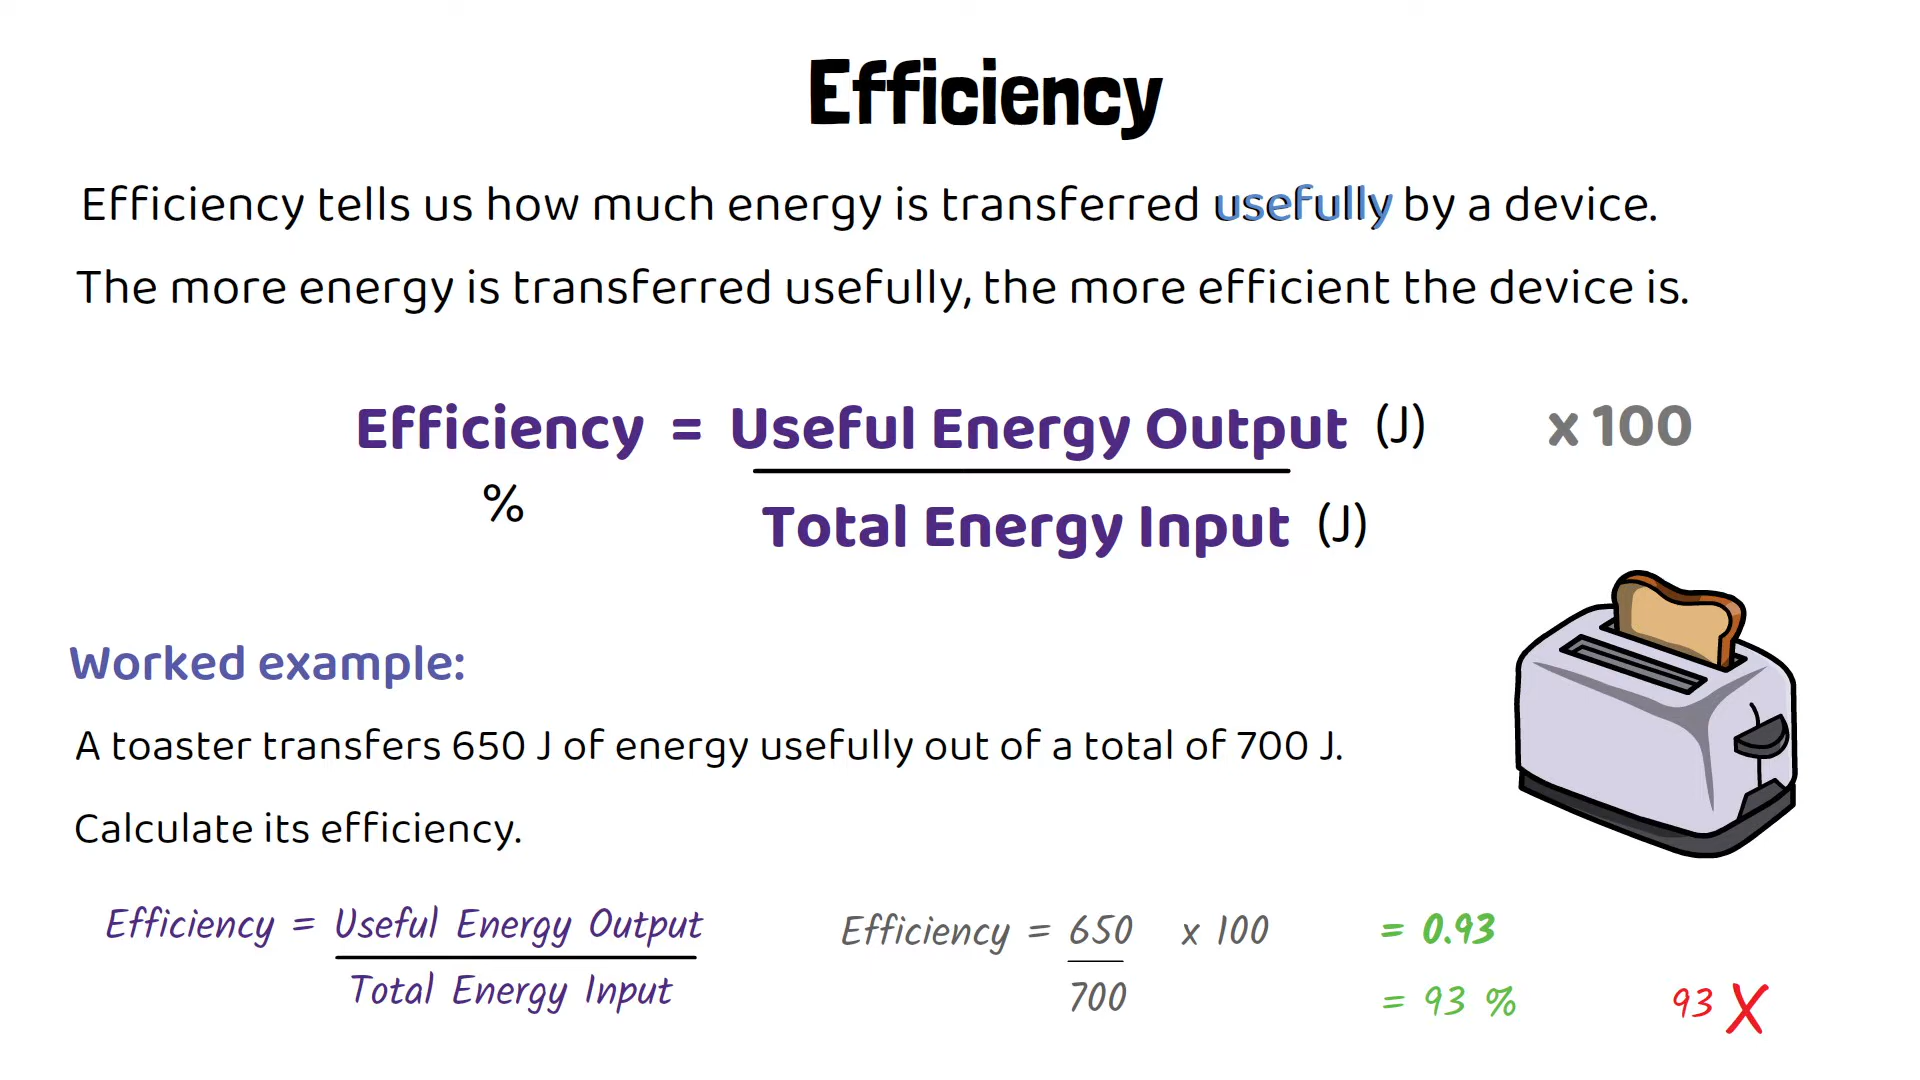 Efficiency
Efficiency tells us how much energy is transferred usefully by a device.
The more energy is transferred usefully, the more efficient the device is.
Efficiency = Useful Energy Output (J) x 100
% Total Energy Input (J)
Worked example:
A toaster transfers 650 J of energy usefully out of a total of 700 J.
Calculate its efficiency.
Efficiency = Useful Energy Output
Total Energy Input
Efficiency = 650 x 100
700
= 0.93
= 93 %
93 X